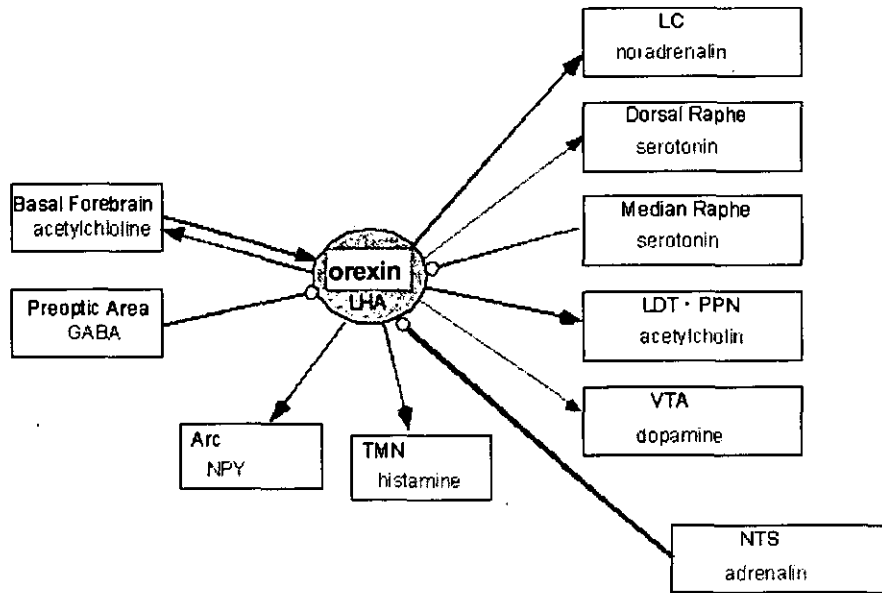 LC
noradrenalin
Dorsal Raphe
serotonin
Basal Forebrain
acetylchloline
Median Raphe
serotonin
orexin
LHA
Preoptic Area
GABA
LDT・PPN
acetylcholin
VTA
dopamine
Arc
NPY
TMN
histamine
NTS
adrenalin